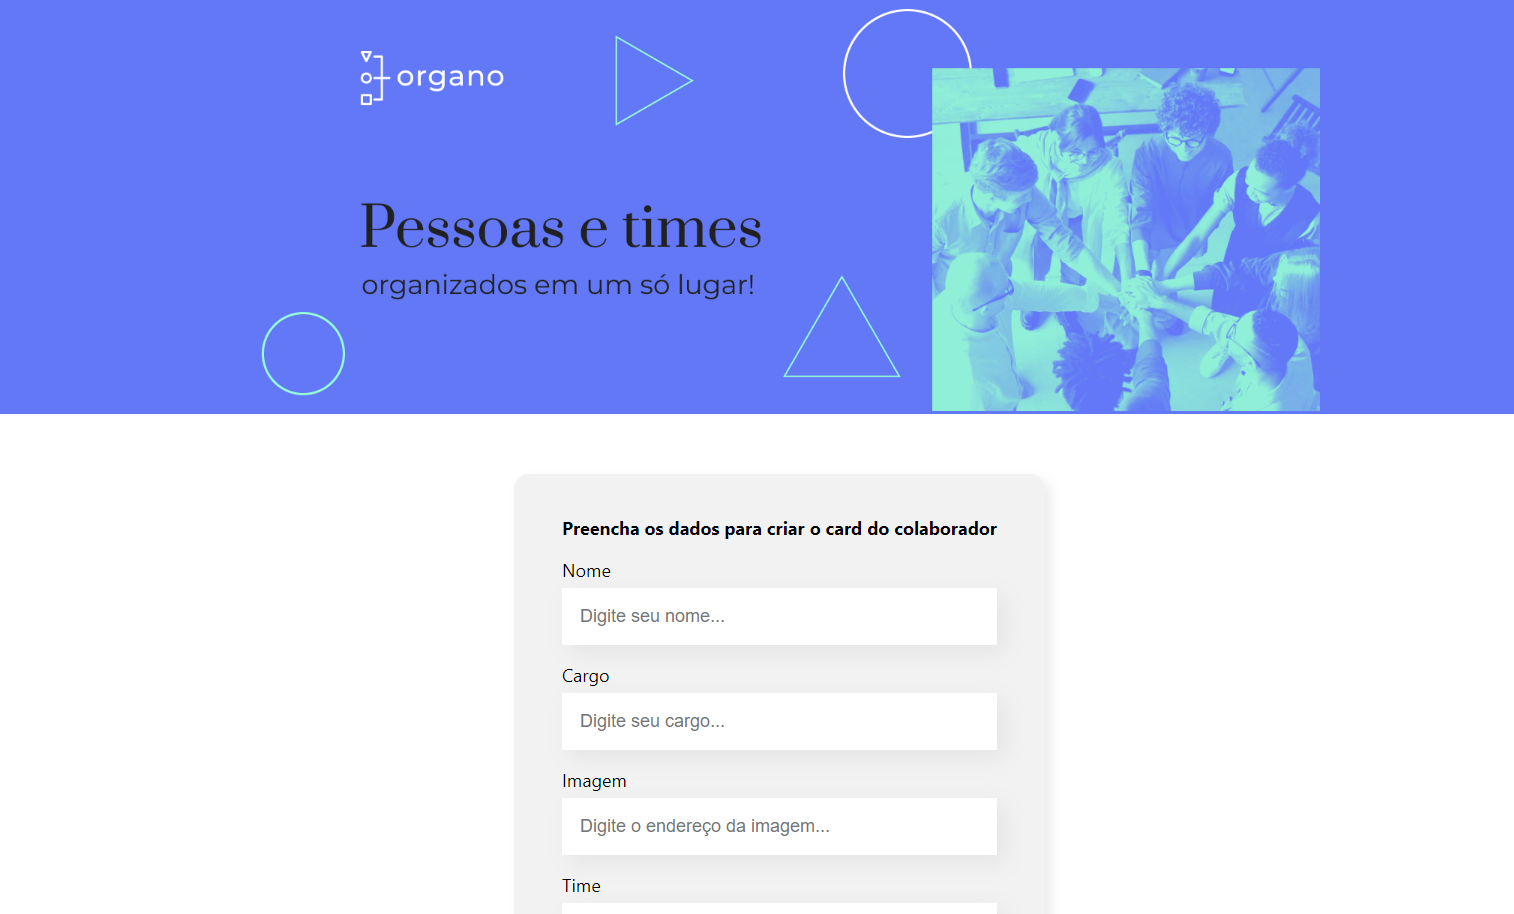 organo
Pessoas e times
organizados em um só lugar!
Preencha os dados para criar o card do colaborador
Nome
Digite seu nome...
Cargo
Digite seu cargo...
Imagem
Digite o endereço da imagem...
Time